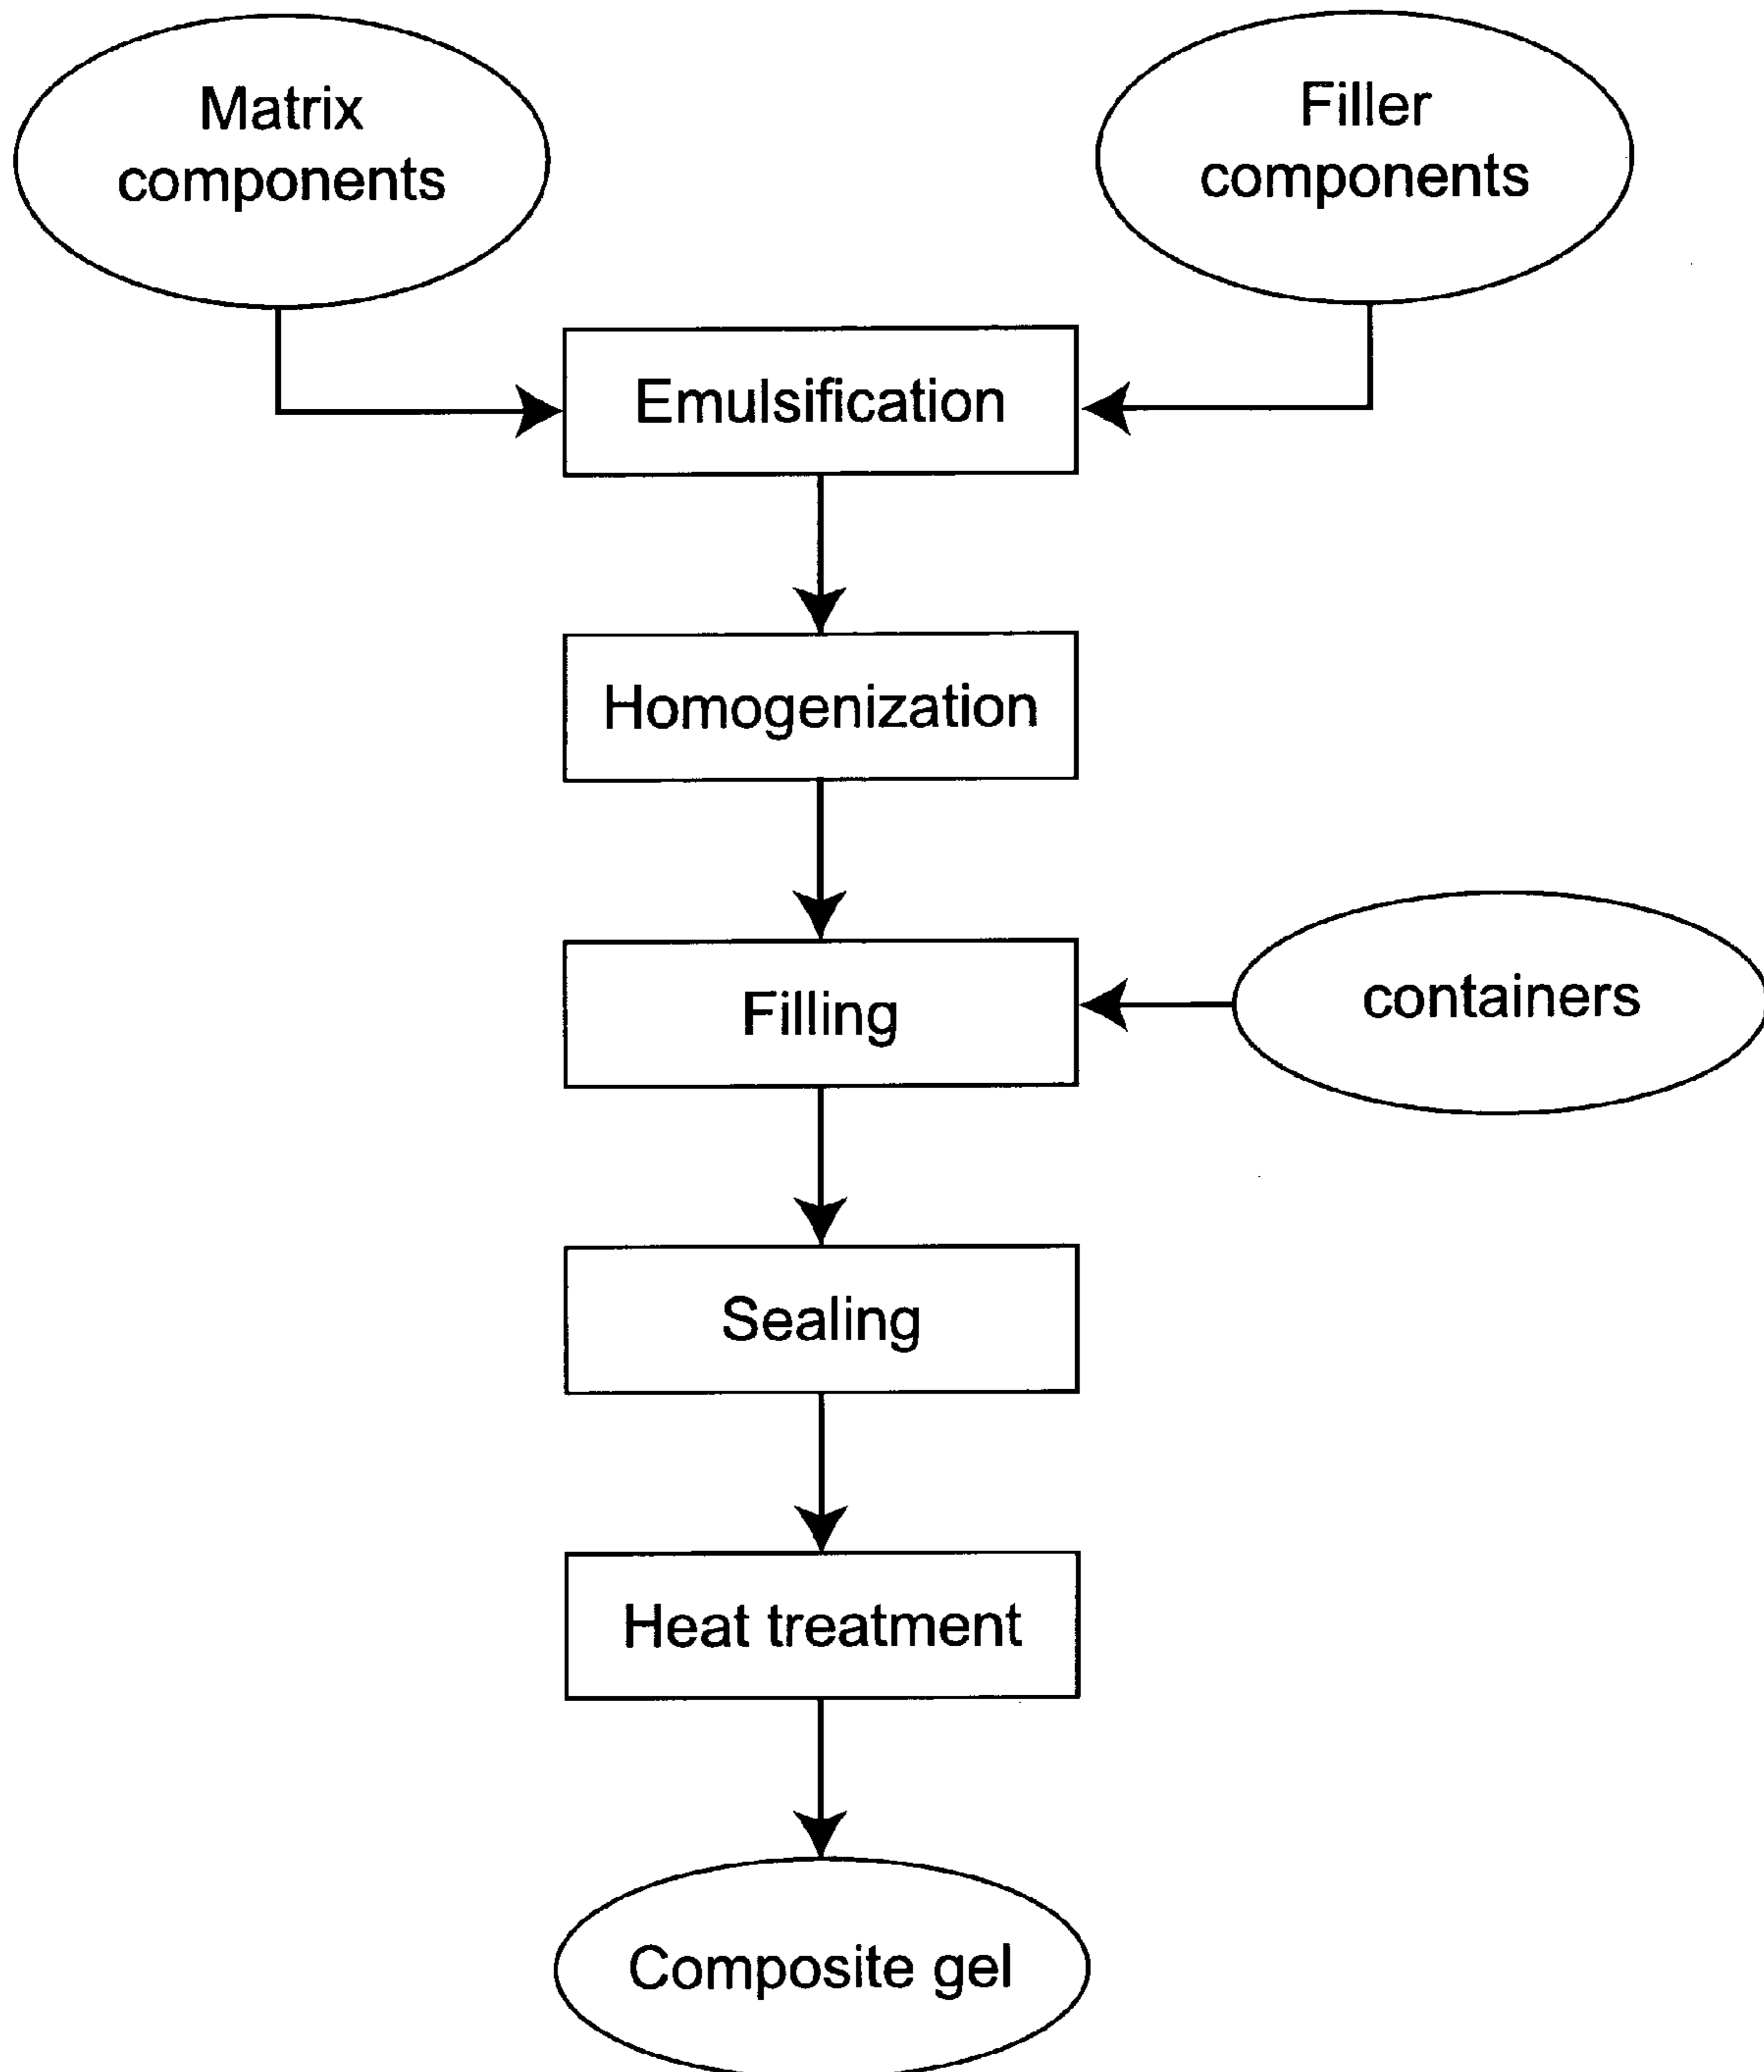 Matrix
components
Filler
components
Emulsification
Homogenization
Filling
containers
Sealing
Heat treatment
Composite gel